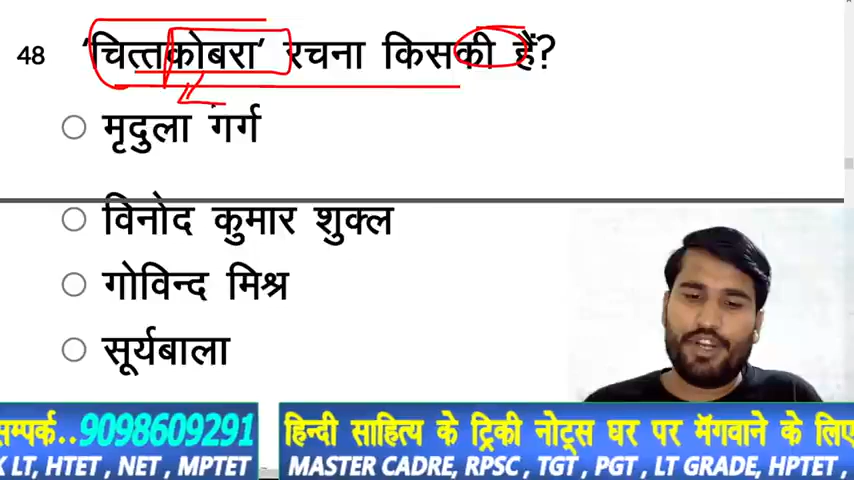 48 'चित्तकोबरा' रचना किसकी हैं?
मृदुला गर्ग
विनोद कुमार शुक्ल
गोविन्द मिश्र
सूर्यबाला
सम्पर्क..9098609291 हिन्दी साहित्य के ट्रिकी नोट्स घर पर मॅगवाने के लिए
K LT, HTET , NET , MPTET MASTER CADRE, RPSC , TGT , PGT , LT GRADE, HPTET ,